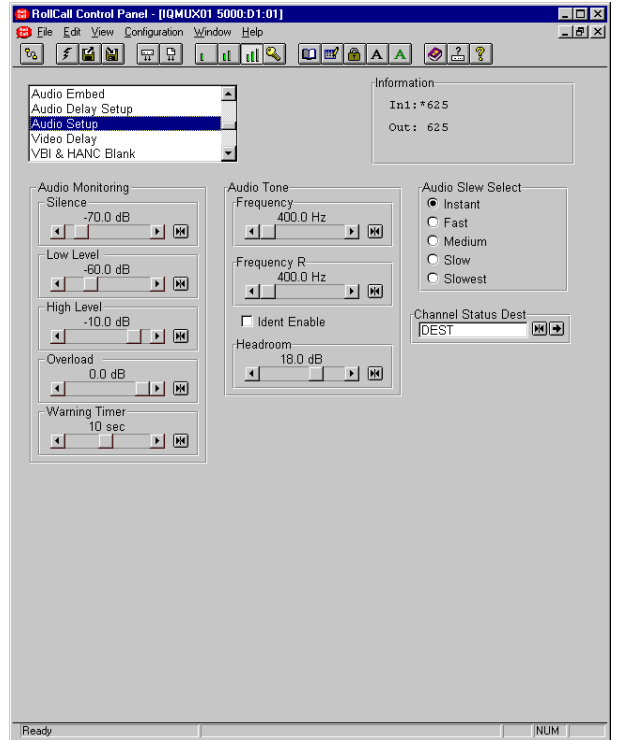 RollCall Control Panel - [IQMUX01 5000:D1:01]
File Edit View Configuration Window Help
A A
Information
In1:*625
Out: 625
Audio Embed
Audio Delay Setup
Audio Setup
Video Delay
VBI & HANC Blank
Audio Monitoring
Silence
-70.0 dB
Low Level
-60.0 dB
High Level
-10.0 dB
Overload
0.0 dB
Warning Timer
10 sec
Audio Tone
Frequency
400.0 Hz
Frequency R
400.0 Hz
Ident Enable
Headroom
18.0 dB
Audio Slew Select
Instant
Fast
Medium
Slow
Slowest
Channel Status Dest
DEST
Ready
NUM